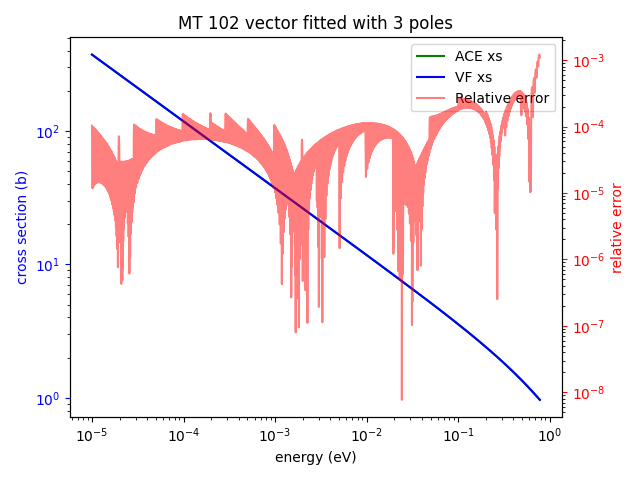 MT 102 vector fitted with 3 poles
ACE xs
VF xs
Relative error
cross section (b)
10²
10¹
10⁰
10⁻³
10⁻⁴
10⁻⁵
10⁻⁶
10⁻⁷
10⁻⁸
relative error
10⁻⁵ 10⁻⁴ 10⁻³ 10⁻² 10⁻¹ 10⁰
energy (eV)